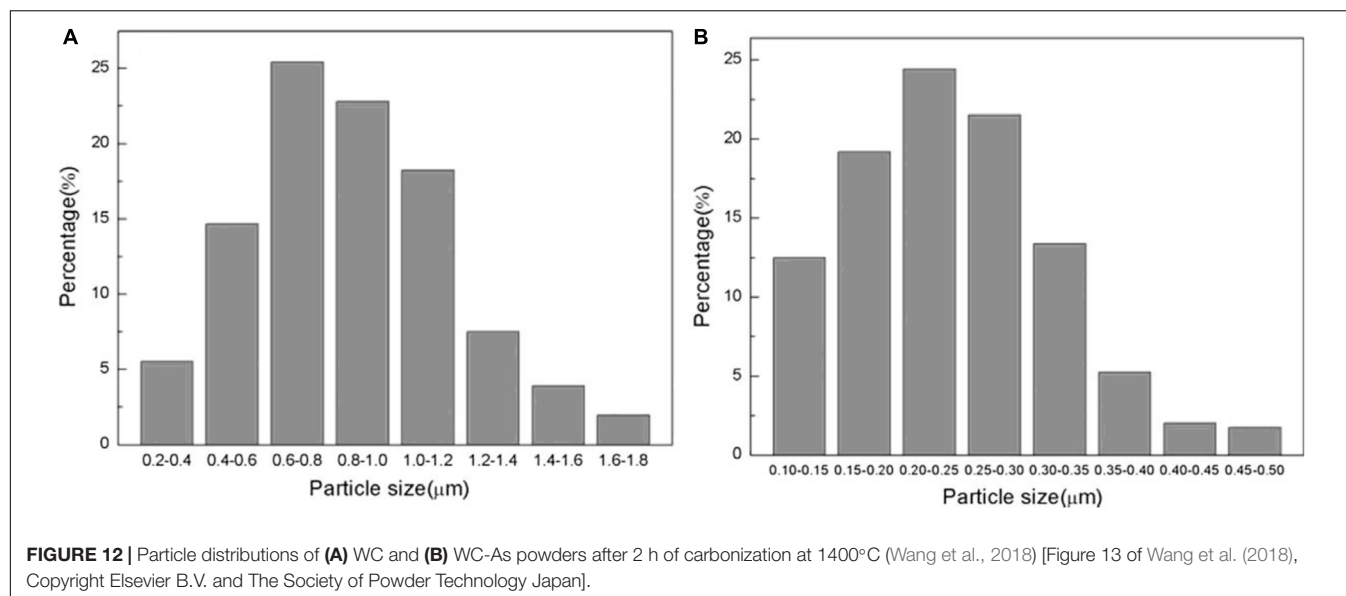 A
Percentage(%)
25
20
15
10
5
0
0.2-0.4 0.4-0.6 0.6-0.8 0.8-1.0 1.0-1.2 1.2-1.4 1.4-1.6 1.6-1.8
Particle size(μm)
B
Percentage(%)
25
20
15
10
5
0
0.10-0.15 0.15-0.20 0.20-0.25 0.25-0.30 0.30-0.35 0.35-0.40 0.40-0.45 0.45-0.50
Particle size(μm)
FIGURE 12 | Particle distributions of (A) WC and (B) WC-As powders after 2 h of carbonization at 1400°C (Wang et al., 2018) [Figure 13 of Wang et al. (2018),
Copyright Elsevier B.V. and The Society of Powder Technology Japan].